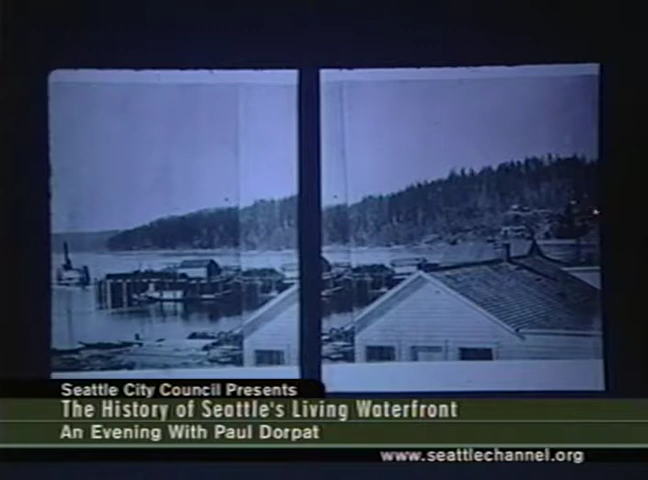 Seattle City Council Presents
The History of Seattle's Living Waterfront
An Evening With Paul Dorpat
www.seattlechannel.org